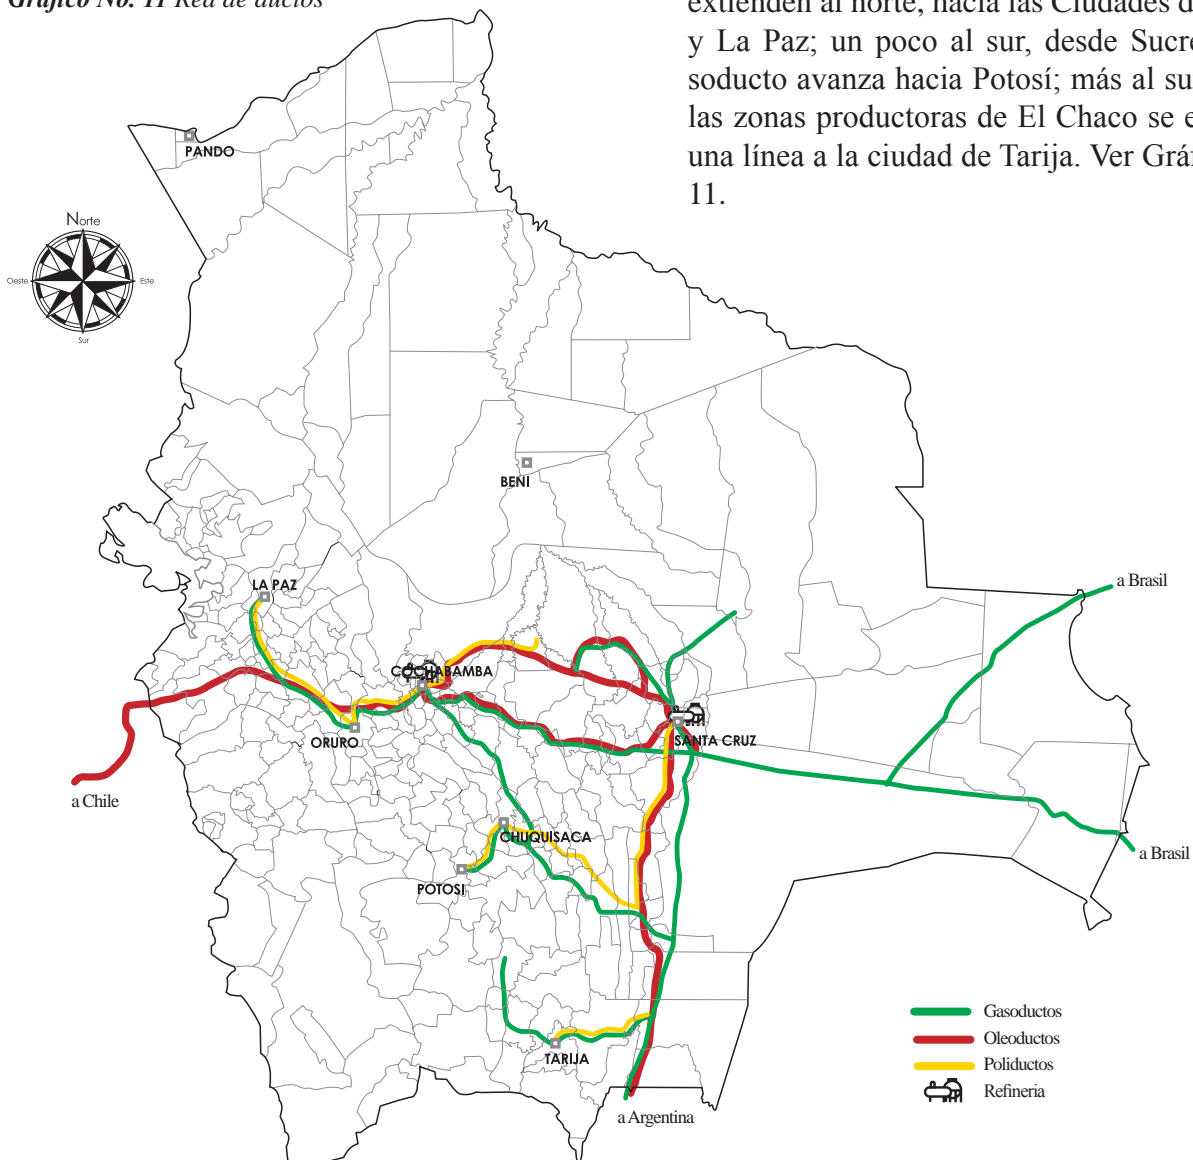 Gráfico No. 11 Red de ductos
extienden al norte, hacia las Ciudades d
y La Paz; un poco al sur, desde Sucre
soducto avanza hacia Potosí; más al su
las zonas productoras de El Chaco se e
una línea a la ciudad de Tarija. Ver Grá
11.
PANDO
Norte
Oeste
Este
Sur
BENI
LA PAZ
a Brasil
COCHABAMBA
ORURO
SANTA CRUZ
a Chile
CHUQUISACA
a Brasil
POTOSI
TARIJA
a Argentina
Gasoductos
Oleoductos
Poliductos
Refineria